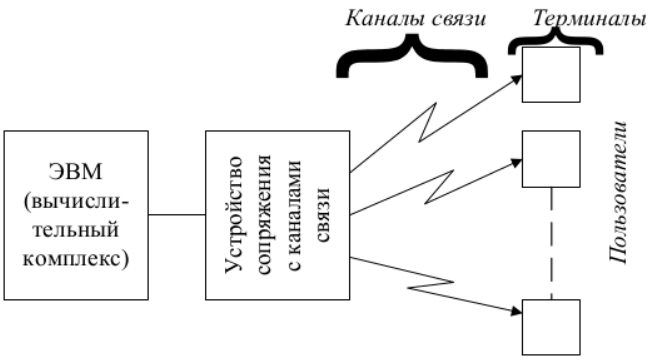 Каналы связи
Терминалы
ЭВМ
(вычисли-
тельный
комплекс)
Устройство
сопряжения
с каналами
связи
Пользователи